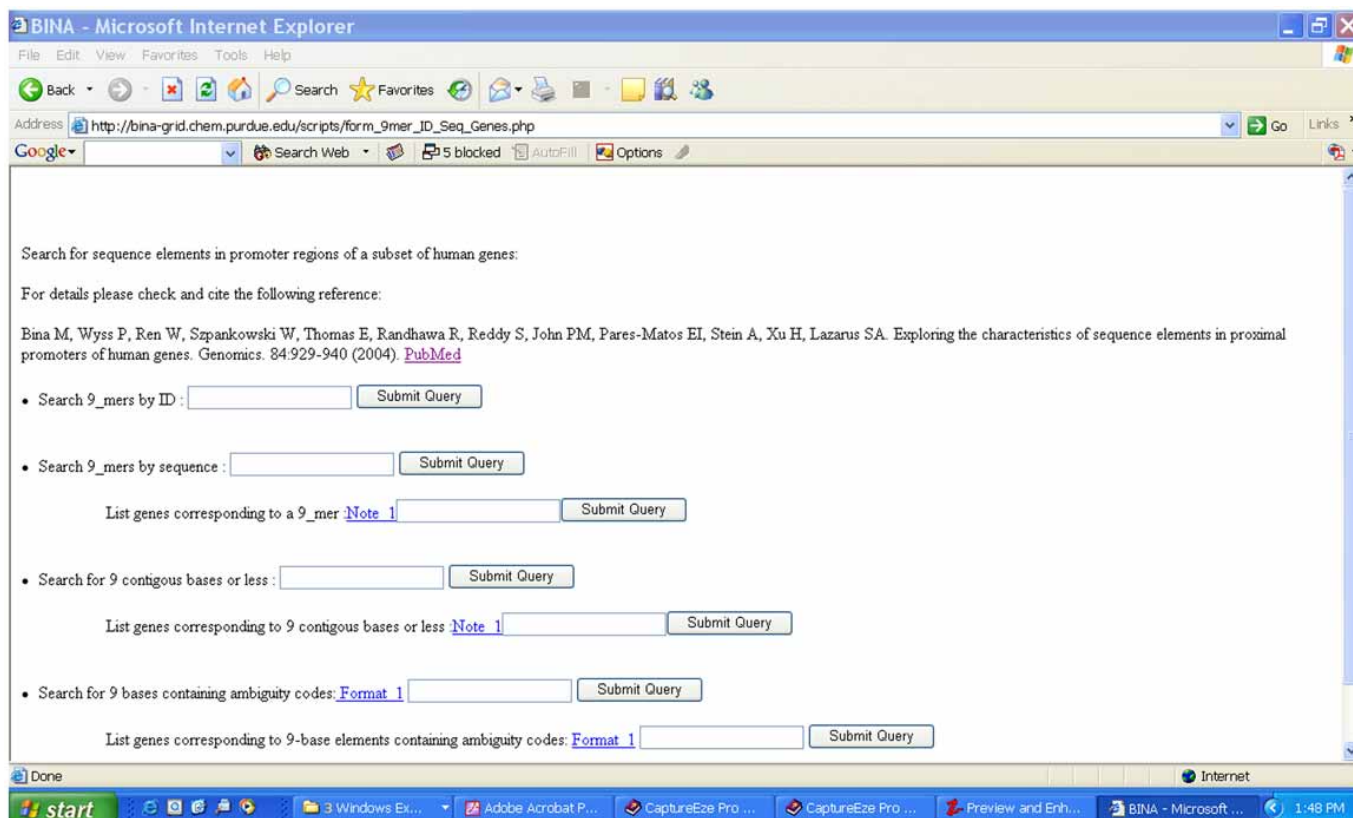 BINA - Microsoft Internet Explorer
File Edit View Favorites Tools Help
Back Search Favorites
Address http://bina-grid.chem.purdue.edu/scripts/form_9mer_ID_Seq_Genes.php Go Links
Google Search Web 5 blocked AutoFill Options
Search for sequence elements in promoter regions of a subset of human genes:
For details please check and cite the following reference:
Bina M, Wyss P, Ren W, Szpankowski W, Thomas E, Randhawa R, Reddy S, John PM, Pares-Matos EI, Stein A, Xu H, Lazarus SA. Exploring the characteristics of sequence elements in proximal
promoters of human genes. Genomics. 84:929-940 (2004). PubMed
• Search 9_mers by ID : Submit Query
• Search 9_mers by sequence : Submit Query
List genes corresponding to a 9_mer :Note_1 Submit Query
• Search for 9 contigous bases or less : Submit Query
List genes corresponding to 9 contigous bases or less :Note_1 Submit Query
• Search for 9 bases containing ambiguity codes: Format_1 Submit Query
List genes corresponding to 9-base elements containing ambiguity codes: Format_1 Submit Query
Done Internet
start 3 Windows Ex... Adobe Acrobat P... CaptureEze Pro ... CaptureEze Pro ... Preview and Enh... BINA - Microsoft ... 1:48 PM